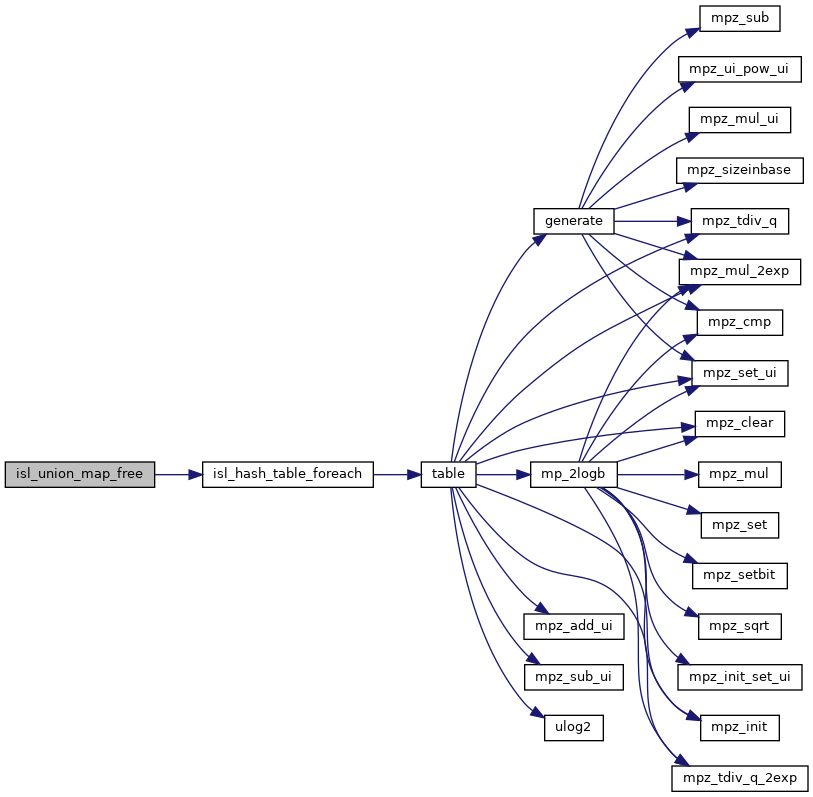 mpz_sub
mpz_ui_pow_ui
mpz_mul_ui
mpz_sizeinbase
generate
mpz_tdiv_q
mpz_mul_2exp
mpz_cmp
mpz_set_ui
mpz_clear
isl_union_map_free
isl_hash_table_foreach
table
mp_2logb
mpz_mul
mpz_set
mpz_setbit
mpz_add_ui
mpz_sqrt
mpz_sub_ui
mpz_init_set_ui
ulog2
mpz_init
mpz_tdiv_q_2exp